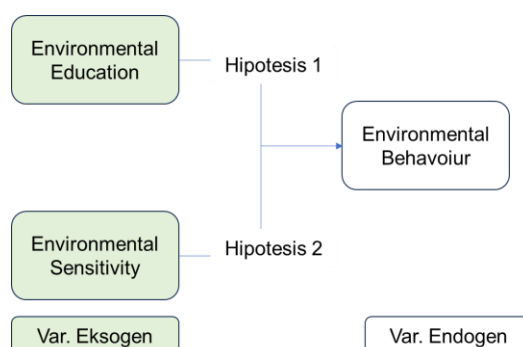 Environmental
Education
Hipotesis 1
Environmental
Behavoiur
Environmental
Sensitivity
Hipotesis 2
Var. Eksogen
Var. Endogen